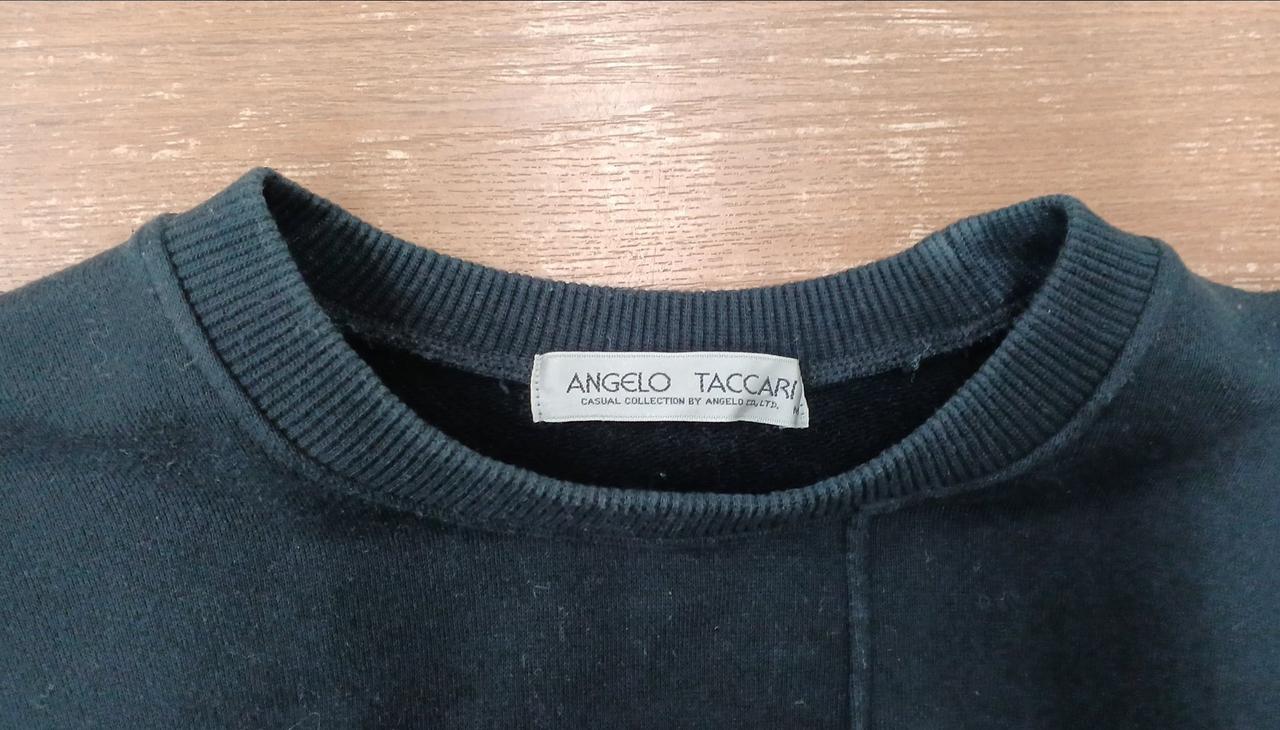 ANGELO TACCARI
CASUAL COLLECTION BY ANGELO CO.,LTD.